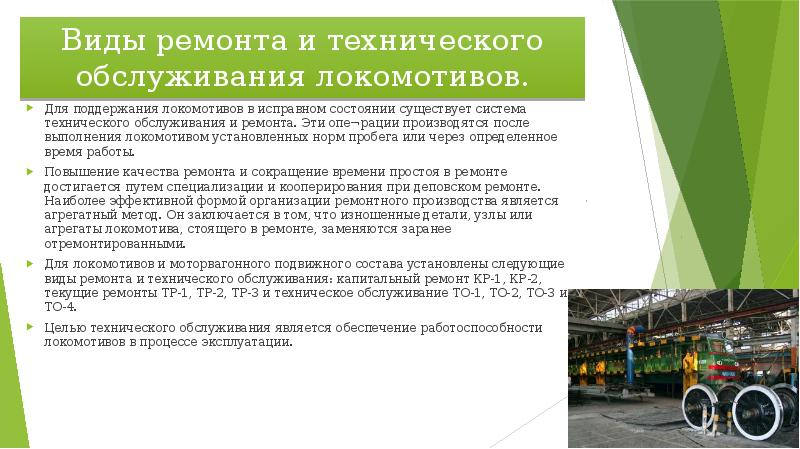 Виды ремонта и технического
обслуживания локомотивов.
Для поддержания локомотивов в исправном состоянии существует система
технического обслуживания и ремонта. Эти опе¬рации производятся после
выполнения локомотивом установленных норм пробега или через определенное
время работы.
Повышение качества ремонта и сокращение времени простоя в ремонте
достигается путем специализации и кооперирования при деповском ремонте.
Наиболее эффективной формой организации ремонтного производства является
агрегатный метод. Он заключается в том, что изношенные детали, узлы или
агрегаты локомотива, стоящего в ремонте, заменяются заранее
отремонтированными.
Для локомотивов и моторвагонного подвижного состава установлены следующие
виды ремонта и технического обслуживания: капитальный ремонт КР-1, КР-2,
текущие ремонты ТР-1, ТР-2, ТР-3 и техническое обслуживание ТО-1, ТО-2, ТО-3 и
ТО-4.
Целью технического обслуживания является обеспечение работоспособности
локомотивов в процессе эксплуатации.